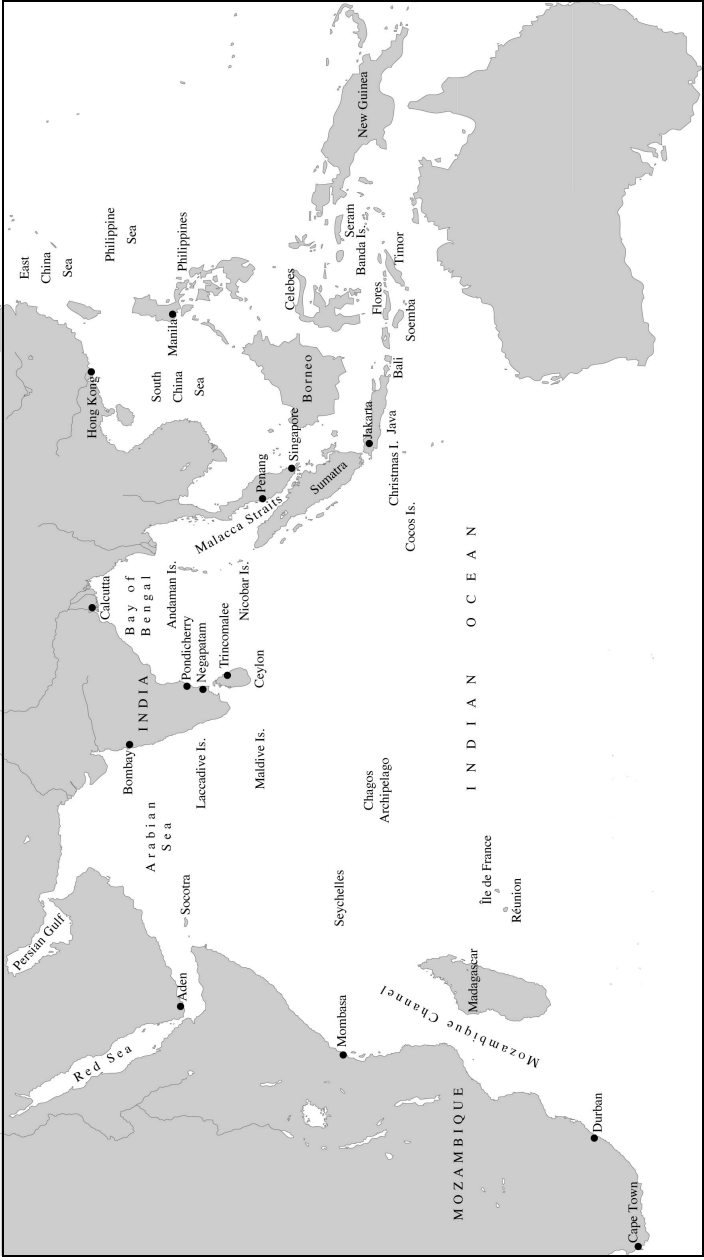 East
China
Sea
Philippine
Sea
Philippines
Manila
Hong Kong
South
China
Sea
New Guinea
Seram
Banda Is.
Timor
Celebes
Flores
Soemba
Bali
Borneo
Singapore
Jakarta
Java
Christmas I.
Cocos Is.
Penang
Sumatra
Malacca Straits
Calcutta
Bay of
Bengal
Andaman Is.
Nicobar Is.
Pondicherry
Negapatam
Trincomalee
Ceylon
INDIA
Bombay
Laccadive Is.
Maldive Is.
Chagos
Archipelago
INDIAN OCEAN
Arabian
Sea
Persian Gulf
Socotra
Aden
Red Sea
Seychelles
Île de France
Réunion
Madagascar
Mozambique Channel
Mombasa
MOZAMBIQUE
Durban
Cape Town